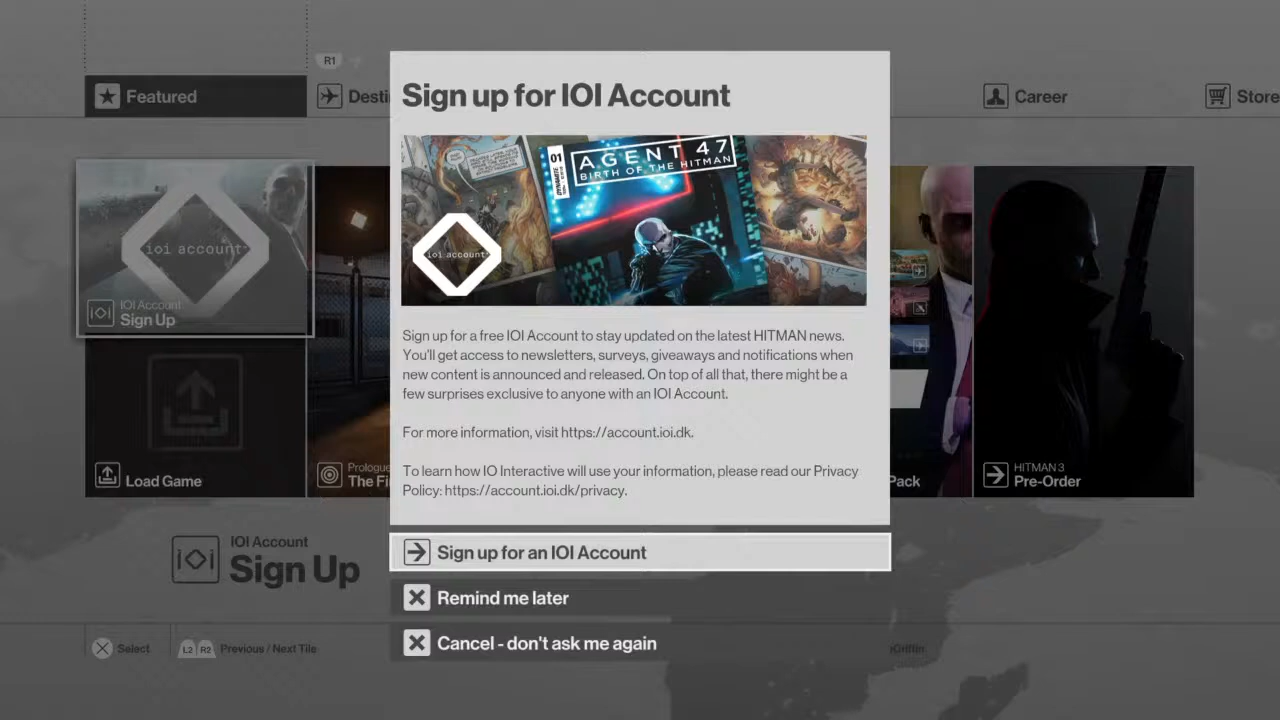 R1
Featured
Desti
Career
Store
Sign up for IOI Account
01
AGENT 47
BIRTH OF THE HITMAN
ioi account
ioi account
IOI Account
Sign Up
Sign up for a free IOI Account to stay updated on the latest HITMAN news.
You'll get access to newsletters, surveys, giveaways and notifications when
new content is announced and released. On top of all that, there might be a
few surprises exclusive to anyone with an IOI Account.
For more information, visit https://account.ioi.dk.
To learn how IO Interactive will use your information, please read our Privacy
Policy: https://account.ioi.dk/privacy.
Load Game
Prologue
The Fi
Pack
HITMAN 3
Pre-Order
IOI Account
Sign Up
Sign up for an IOI Account
Remind me later
Cancel - don't ask me again
Select
L2 R2 Previous / Next Tile
Griffin